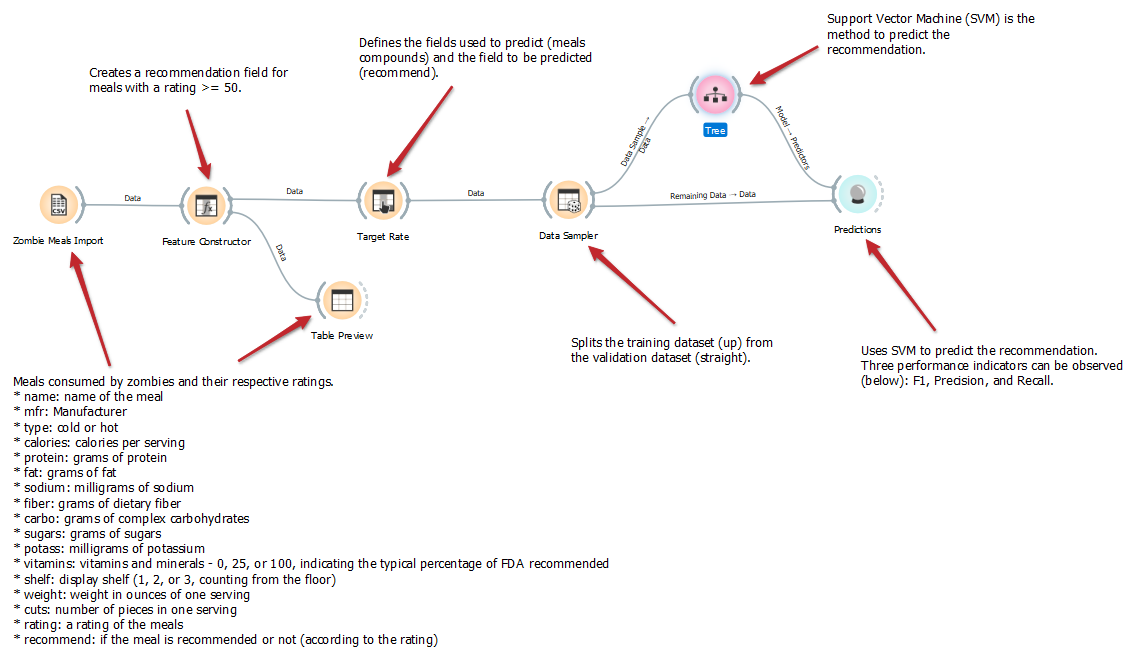 Support Vector Machine (SVM) is the
method to predict the
recommendation.
Defines the fields used to predict (meals
compounds) and the field to be predicted
(recommend).
Creates a recommendation field for
meals with a rating >= 50.
Tree
Data Sample → Data
Model → Predictors
CSV
Zombie Meals Import
Data
Feature Constructor
Data
Target Rate
Data
Data Sampler
Remaining Data → Data
Predictions
Data
Table Preview
Splits the training dataset (up) from
the validation dataset (straight).
Uses SVM to predict the recommendation.
Three performance indicators can be observed
(below): F1, Precision, and Recall.
Meals consumed by zombies and their respective ratings.
* name: name of the meal
* mfr: Manufacturer
* type: cold or hot
* calories: calories per serving
* protein: grams of protein
* fat: grams of fat
* sodium: milligrams of sodium
* fiber: grams of dietary fiber
* carbo: grams of complex carbohydrates
* sugars: grams of sugars
* potass: milligrams of potassium
* vitamins: vitamins and minerals - 0, 25, or 100, indicating the typical percentage of FDA recommended
* shelf: display shelf (1, 2, or 3, counting from the floor)
* weight: weight in ounces of one serving
* cuts: number of pieces in one serving
* rating: a rating of the meals
* recommend: if the meal is recommended or not (according to the rating)